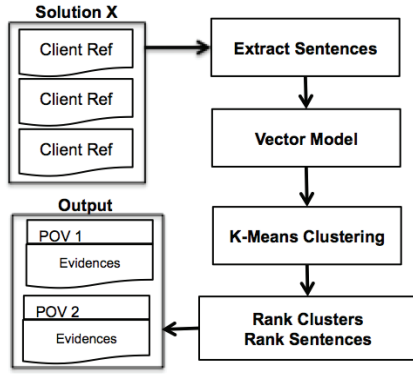 Solution X
Client Ref
Client Ref
Client Ref
Extract Sentences
Vector Model
K-Means Clustering
Rank Clusters
Rank Sentences
Output
POV 1
Evidences
POV 2
Evidences